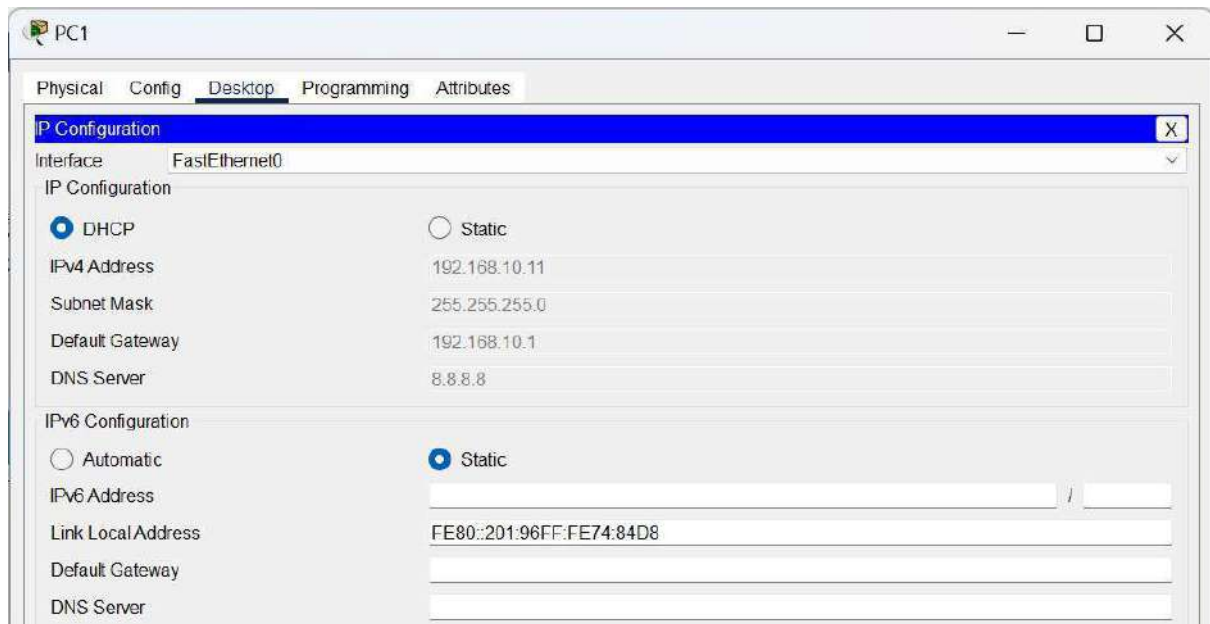 PC1
Physical Config Desktop Programming Attributes
IP Configuration X
Interface FastEthernet0
IP Configuration
DHCP Static
IPv4 Address 192.168.10.11
Subnet Mask 255.255.255.0
Default Gateway 192.168.10.1
DNS Server 8.8.8.8
IPv6 Configuration
Automatic Static
IPv6 Address /
Link Local Address FE80::201:96FF:FE74:84D8
Default Gateway
DNS Server